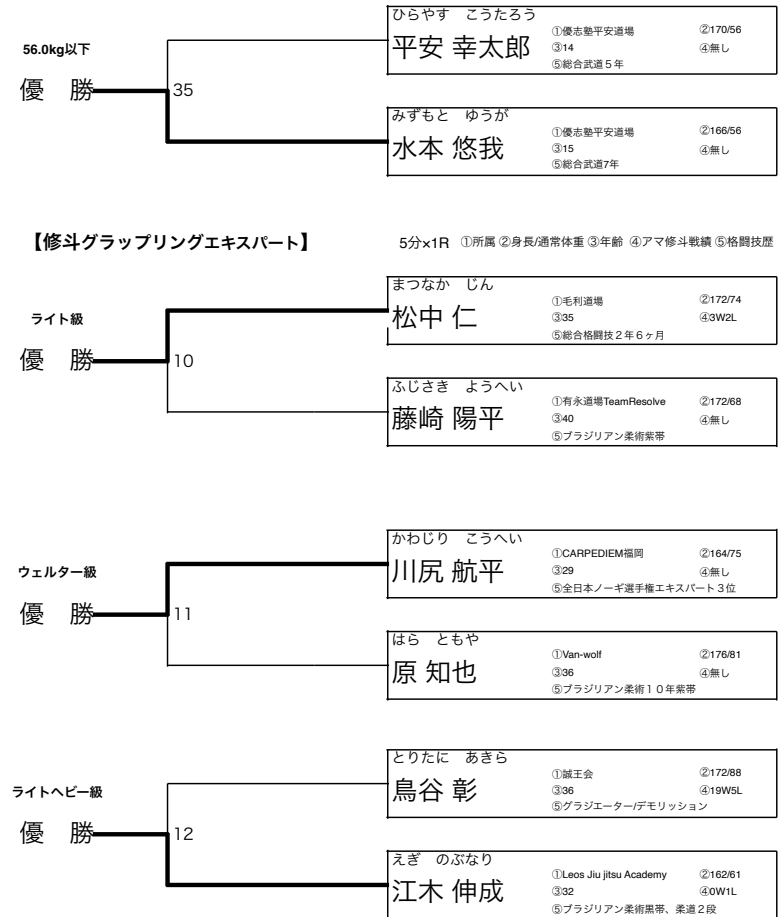 ひらやす こうたろう
平安 幸太郎
①優志塾平安道場 ②170/56
③14 ④無し
⑤総合武道５年
56.0kg以下
優 勝
35
みずもと ゆうが
水本 悠我
①優志塾平安道場 ②166/56
③15 ④無し
⑤総合武道7年
【修斗グラップリングエキスパート】 5分×1R ①所属 ②身長/通常体重 ③年齢 ④アマ修斗戦績 ⑤格闘技歴
まつなか じん
松中 仁
①毛利道場 ②172/74
③35 ④3W2L
⑤総合格闘技２年６ヶ月
ライト級
優 勝
10
ふじさき ようへい
藤崎 陽平
①有永道場TeamResolve ②172/68
③40 ④無し
⑤ブラジリアン柔術紫帯
かわじり こうへい
川尻 航平
①CARPEDIEM福岡 ②164/75
③29 ④無し
⑤全日本ノーギ選手権エキスパート３位
ウェルター級
優 勝
11
はら ともや
原 知也
①Van-wolf ②176/81
③36 ④無し
⑤ブラジリアン柔術１０年紫帯
とりたに あきら
鳥谷 彰
①誠王会 ②172/88
③36 ④19W5L
⑤グラジエーター/デモリッション
ライトヘビー級
優 勝
12
えぎ のぶなり
江木 伸成
①Leos Jiu jitsu Academy ②162/61
③32 ④0W1L
⑤ブラジリアン柔術黒帯、柔道２段